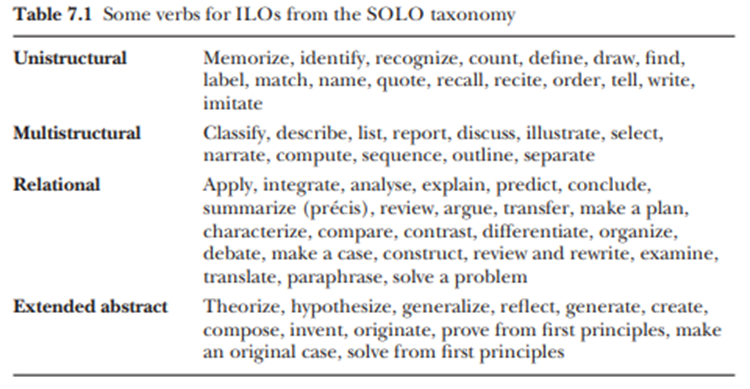 Table 7.1 Some verbs for ILOs from the SOLO taxonomy
Unistructural Memorize, identify, recognize, count, define, draw, find,
label, match, name, quote, recall, recite, order, tell, write,
imitate
Multistructural Classify, describe, list, report, discuss, illustrate, select,
narrate, compute, sequence, outline, separate
Relational Apply, integrate, analyse, explain, predict, conclude,
summarize (précis), review, argue, transfer, make a plan,
characterize, compare, contrast, differentiate, organize,
debate, make a case, construct, review and rewrite, examine,
translate, paraphrase, solve a problem
Extended abstract Theorize, hypothesize, generalize, reflect, generate, create,
compose, invent, originate, prove from first principles, make
an original case, solve from first principles